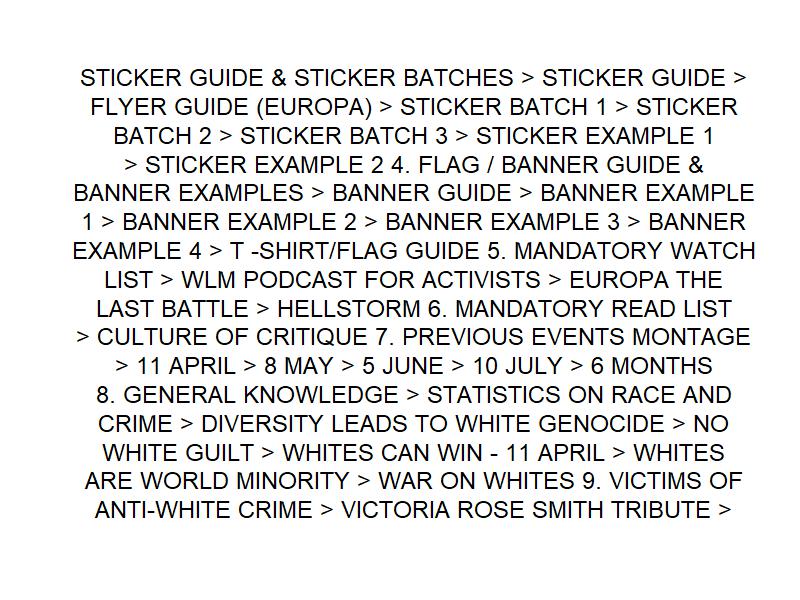 STICKER GUIDE & STICKER BATCHES > STICKER GUIDE >
FLYER GUIDE (EUROPA) > STICKER BATCH 1 > STICKER
BATCH 2 > STICKER BATCH 3 > STICKER EXAMPLE 1
> STICKER EXAMPLE 2 4. FLAG / BANNER GUIDE &
BANNER EXAMPLES > BANNER GUIDE > BANNER EXAMPLE
1 > BANNER EXAMPLE 2 > BANNER EXAMPLE 3 > BANNER
EXAMPLE 4 > T -SHIRT/FLAG GUIDE 5. MANDATORY WATCH
LIST > WLM PODCAST FOR ACTIVISTS > EUROPA THE
LAST BATTLE > HELLSTORM 6. MANDATORY READ LIST
> CULTURE OF CRITIQUE 7. PREVIOUS EVENTS MONTAGE
> 11 APRIL > 8 MAY > 5 JUNE > 10 JULY > 6 MONTHS
8. GENERAL KNOWLEDGE > STATISTICS ON RACE AND
CRIME > DIVERSITY LEADS TO WHITE GENOCIDE > NO
WHITE GUILT > WHITES CAN WIN - 11 APRIL > WHITES
ARE WORLD MINORITY > WAR ON WHITES 9. VICTIMS OF
ANTI-WHITE CRIME > VICTORIA ROSE SMITH TRIBUTE >